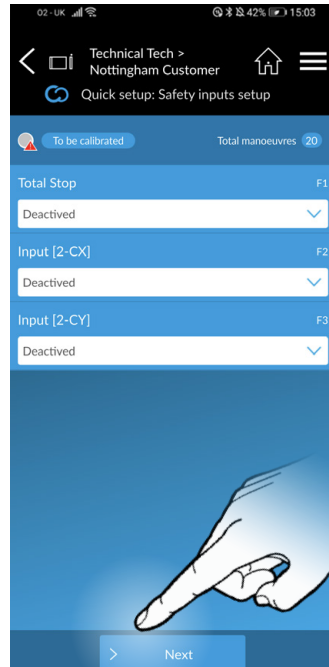 O2 - UK 42% 15:03
Technical Tech >
Nottingham Customer
Quick setup: Safety inputs setup
To be calibrated Total manoeuvres 20
Total Stop F1
Deactived
Input [2-CX] F2
Deactived
Input [2-CY] F3
Deactived
> Next